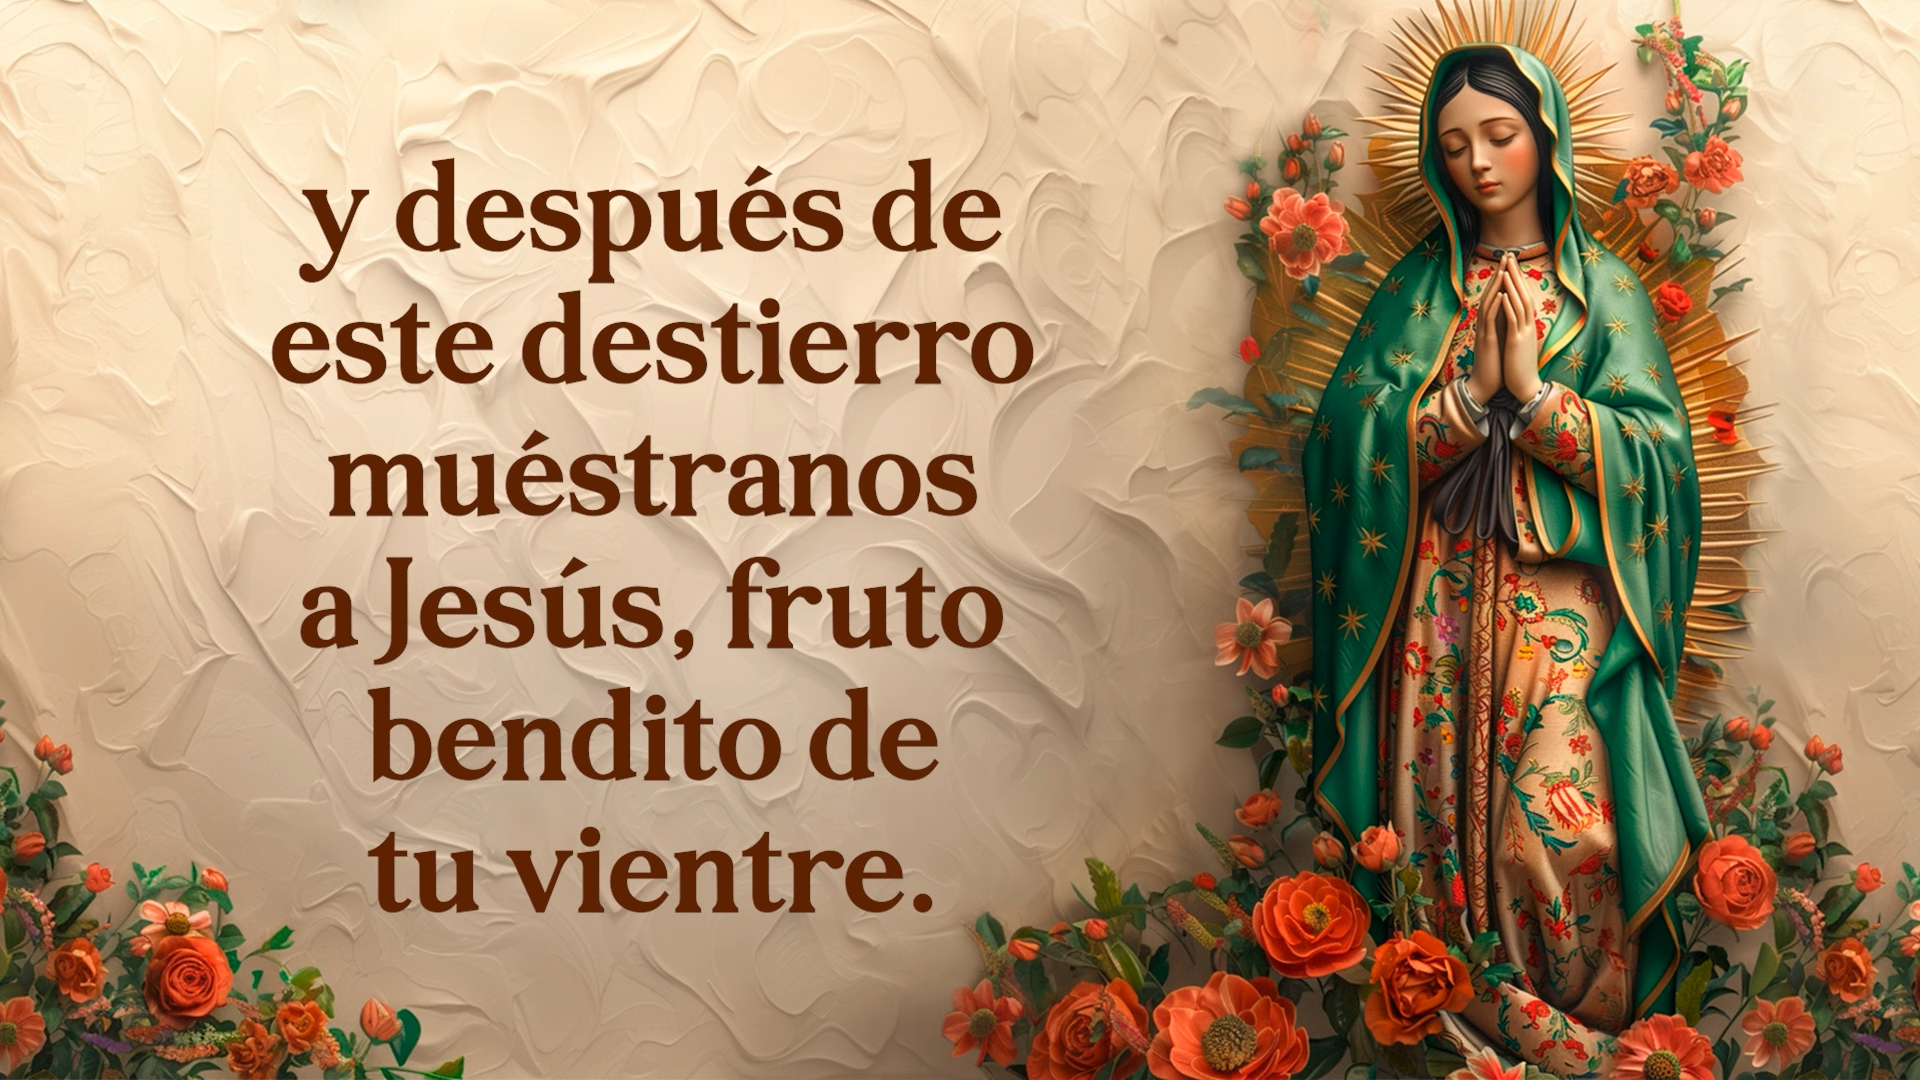 y después de
este destierro
muéstranos
a Jesús, fruto
bendito de
tu vientre.